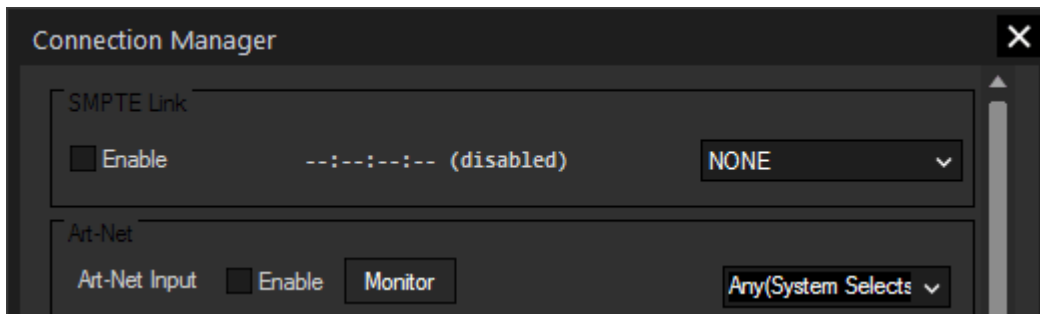 Connection Manager
SMPTE Link
Enable --:--:--:-- (disabled) NONE
Art-Net
Art-Net Input Enable Monitor Any(System Selects